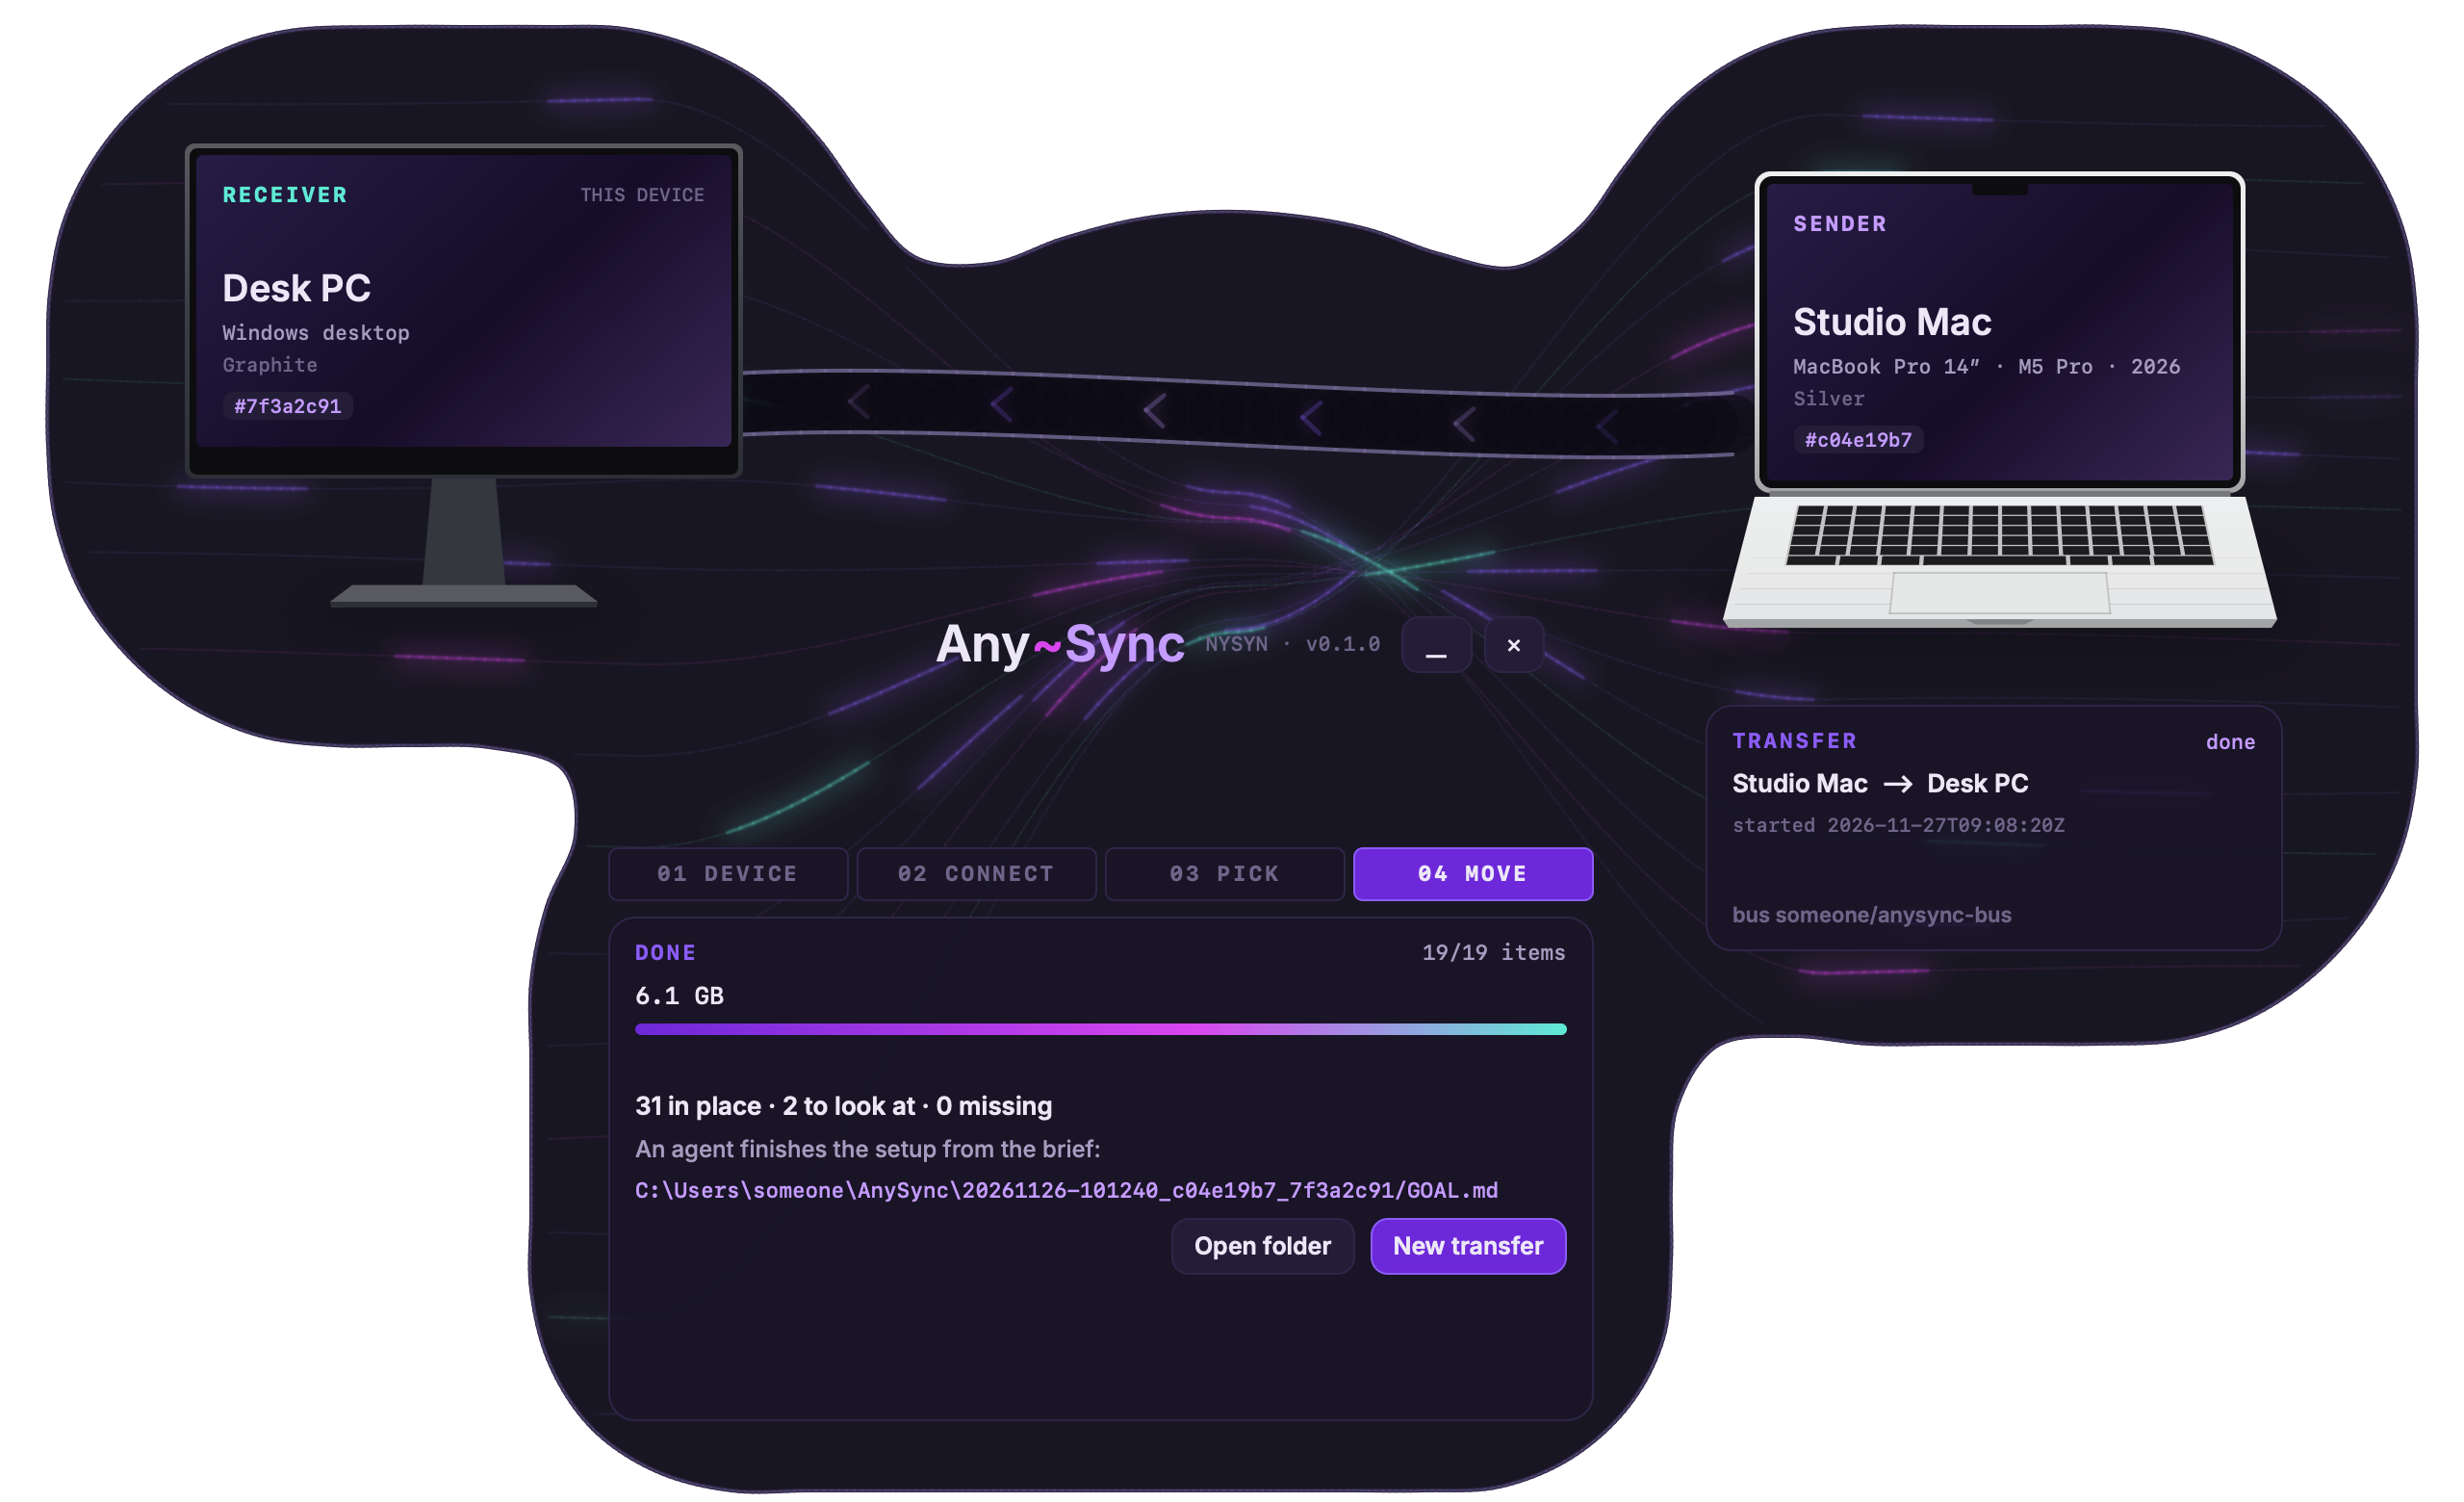 RECEIVER THIS DEVICE
Desk PC
Windows desktop
Graphite
#7f3a2c91
SENDER
Studio Mac
MacBook Pro 14″ · M5 Pro · 2026
Silver
#c04e19b7
Any~Sync NYSYN · v0.1.0 _ ×
TRANSFER done
Studio Mac → Desk PC
started 2026-11-27T09:08:20Z
bus someone/anysync-bus
01 DEVICE 02 CONNECT 03 PICK 04 MOVE
DONE 19/19 items
6.1 GB
31 in place · 2 to look at · 0 missing
An agent finishes the setup from the brief:
C:\Users\someone\AnySync\20261126-101240_c04e19b7_7f3a2c91/GOAL.md
Open folder New transfer